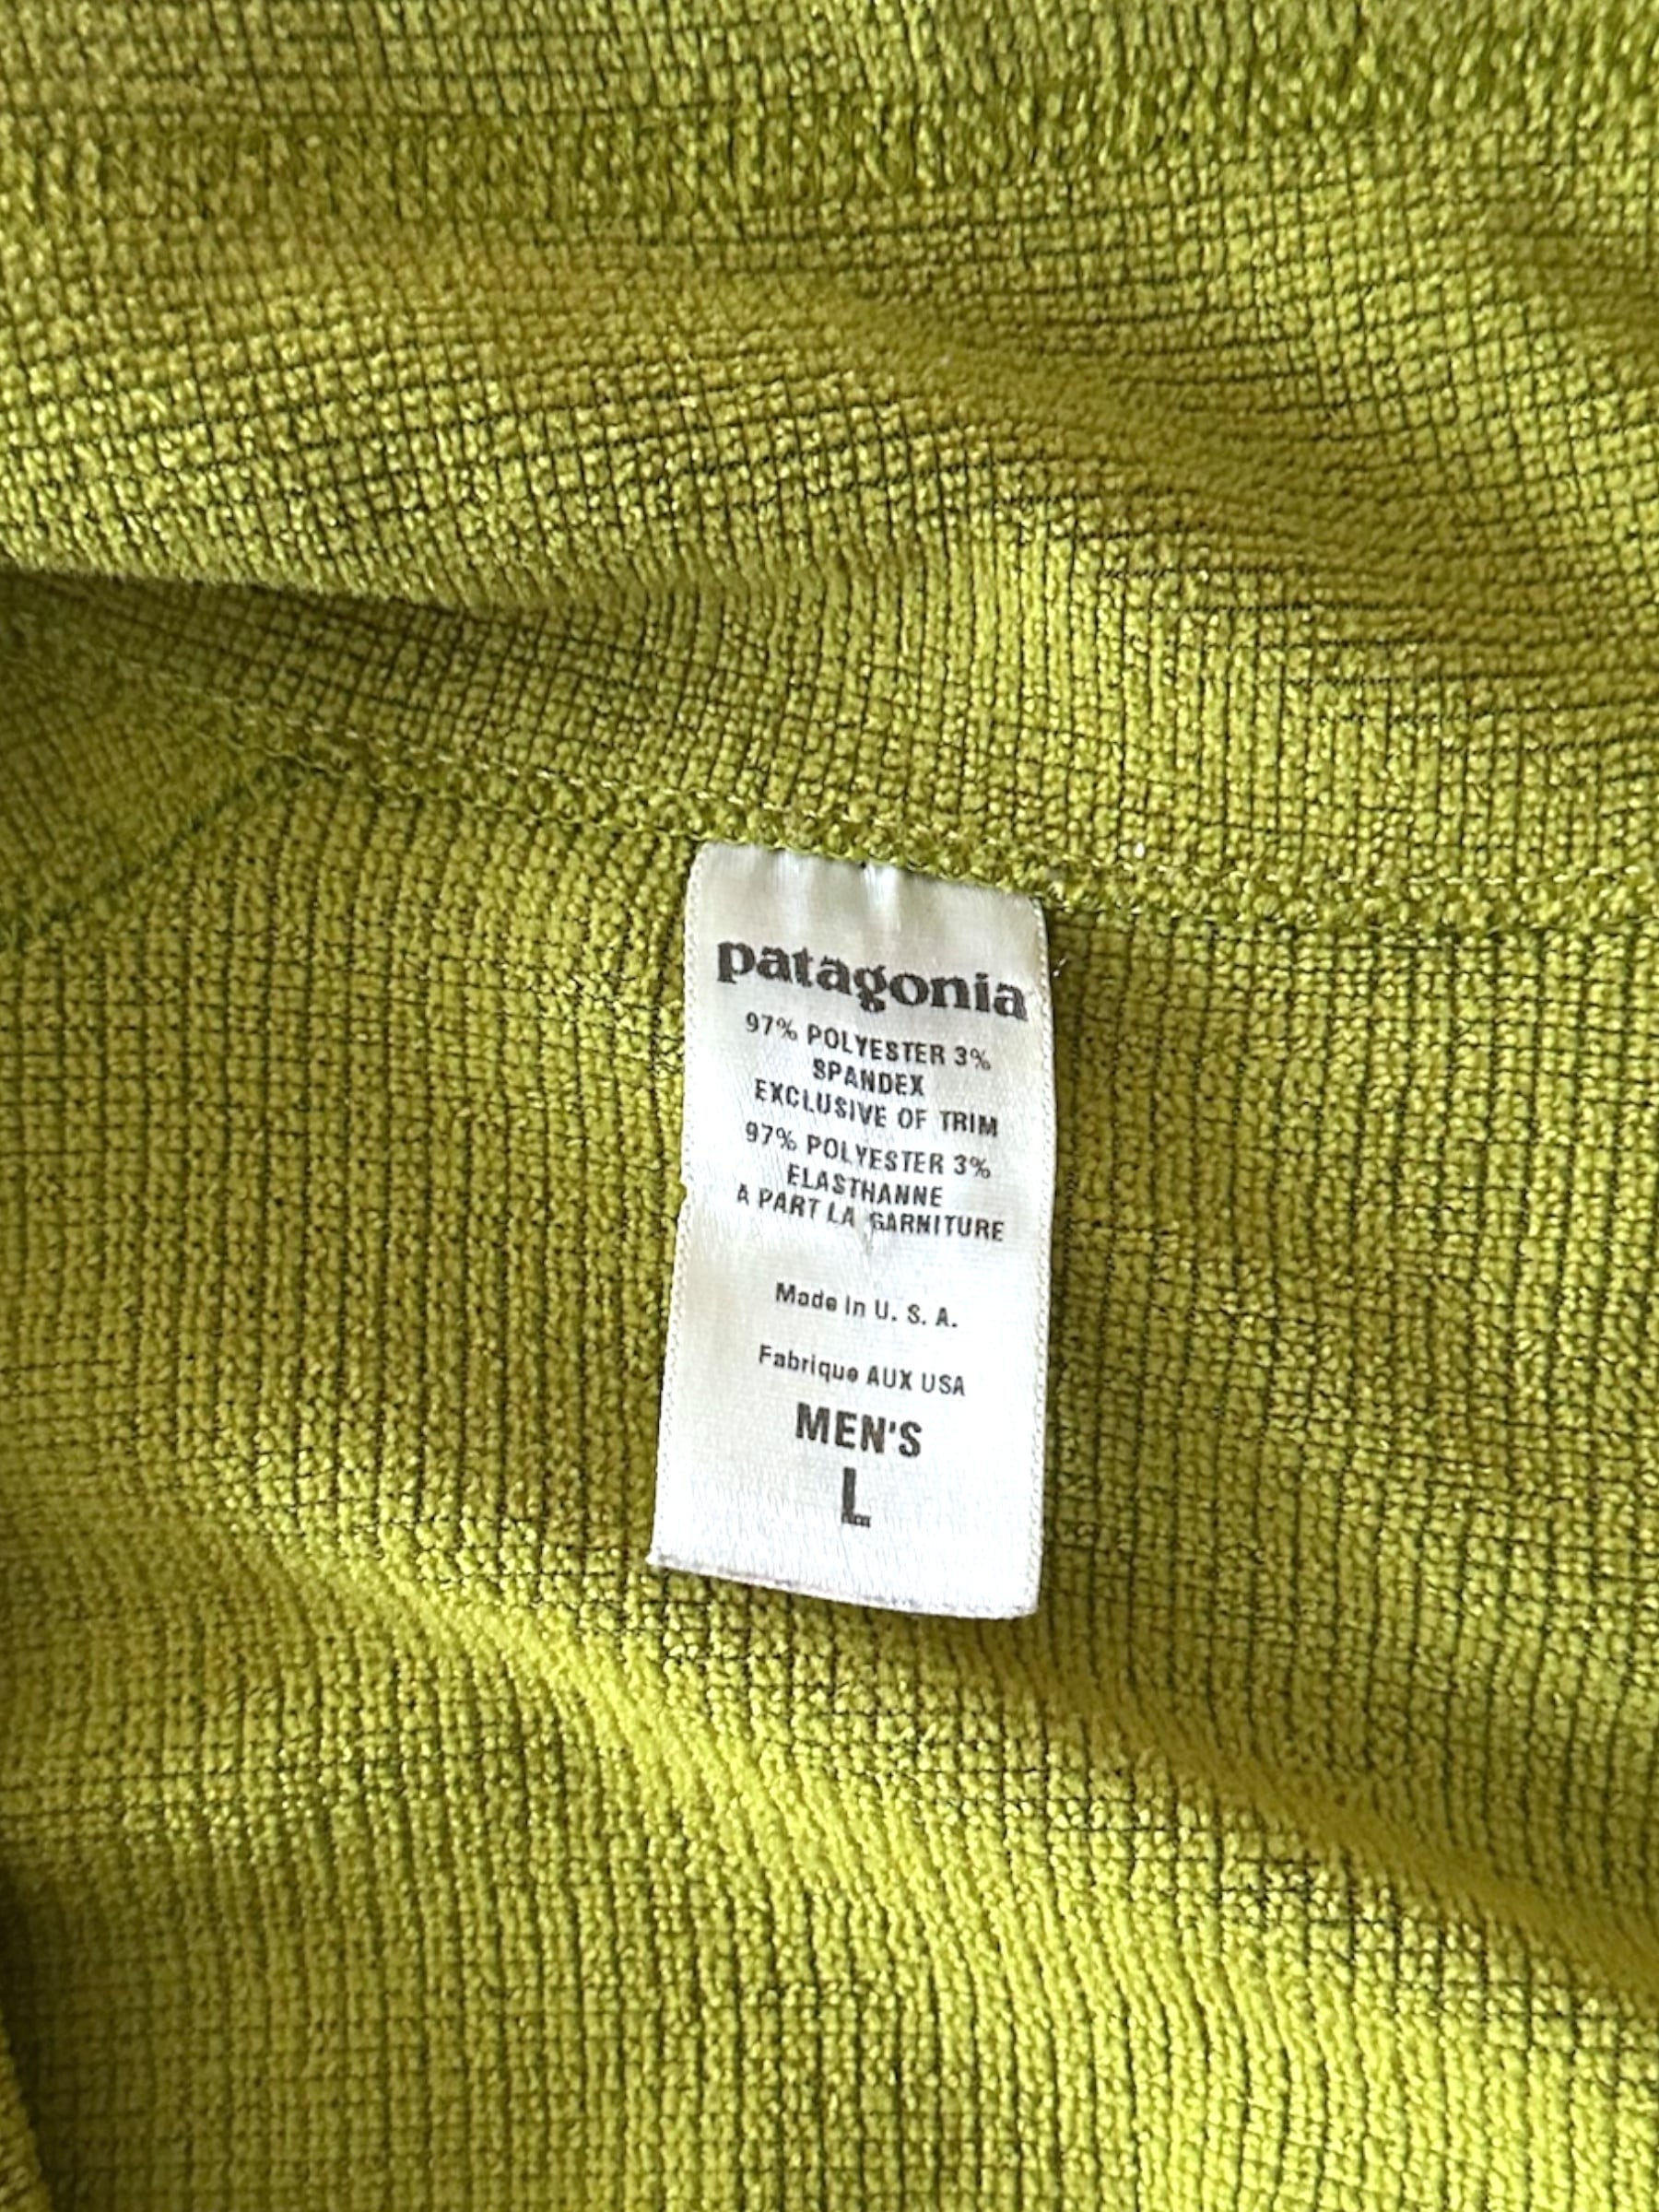 patagonia
97% POLYESTER 3%
SPANDEX
EXCLUSIVE OF TRIM
97% POLYESTER 3%
ELASTHANNE
A PART LA GARNITURE
Made in U. S. A.
Fabrique AUX USA
MEN'S
L